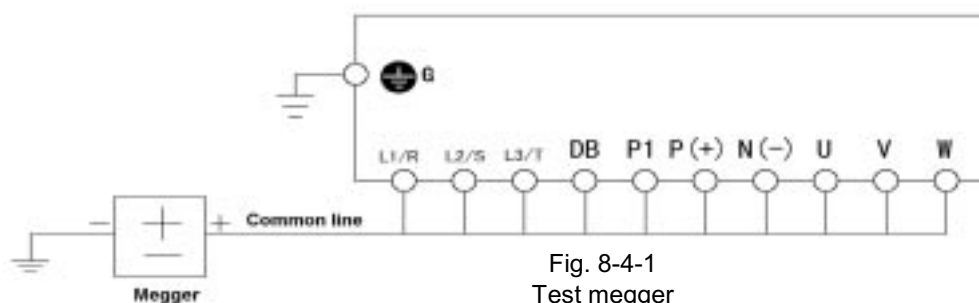 G
L1/R L2/S L3/T DB P1 P(+) N(-) U V W
− + Common line
+
−
Megger
Fig. 8-4-1
Test megger